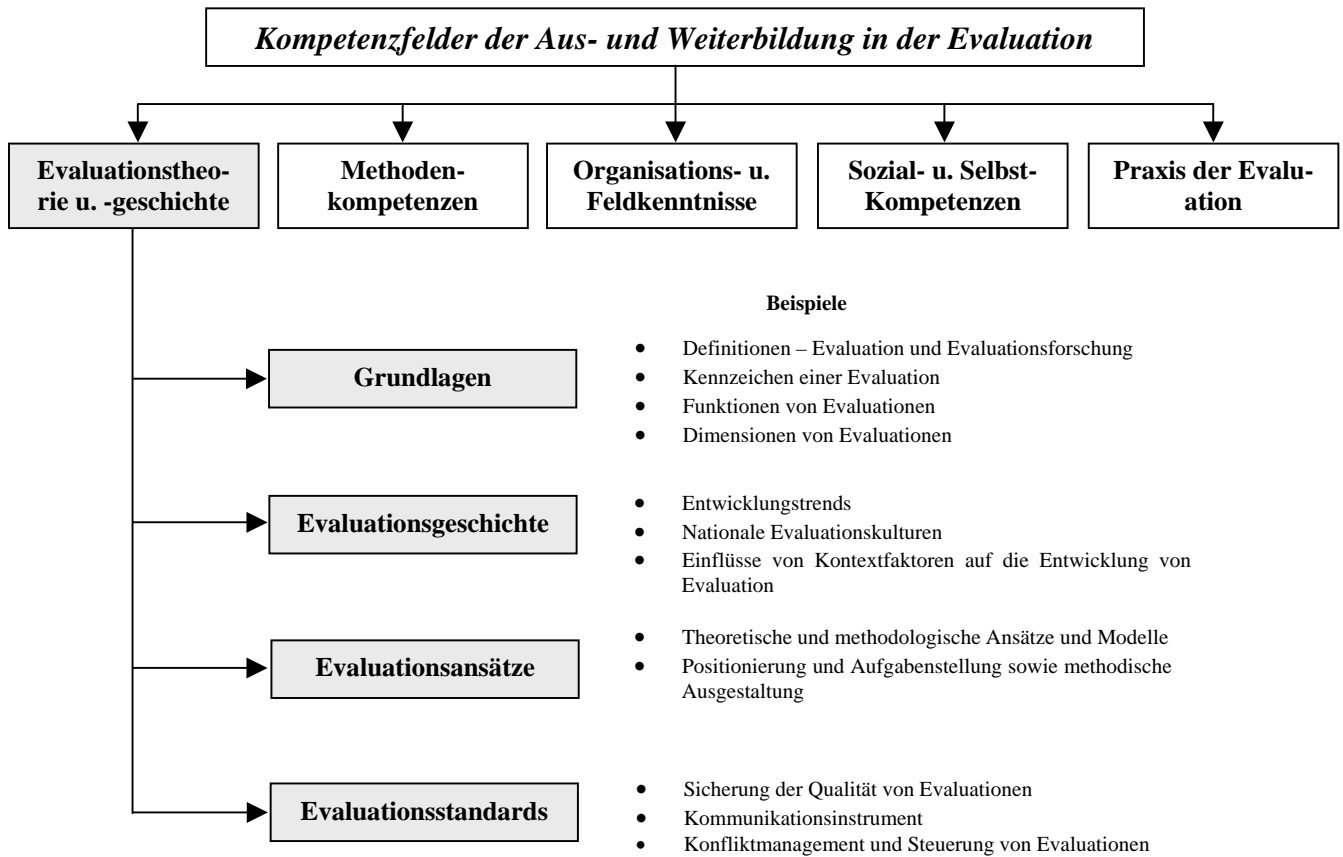 Kompetenzfelder der Aus- und Weiterbildung in der Evaluation
Evaluationstheo-
rie u. -geschichte
Methoden-
kompetenzen
Organisations- u.
Feldkenntnisse
Sozial- u. Selbst-
Kompetenzen
Praxis der Evalu-
ation
Beispiele
Grundlagen
• Definitionen – Evaluation und Evaluationsforschung
• Kennzeichen einer Evaluation
• Funktionen von Evaluationen
• Dimensionen von Evaluationen
Evaluationsgeschichte
• Entwicklungstrends
• Nationale Evaluationskulturen
• Einflüsse von Kontextfaktoren auf die Entwicklung von
Evaluation
Evaluationsansätze
• Theoretische und methodologische Ansätze und Modelle
• Positionierung und Aufgabenstellung sowie methodische
Ausgestaltung
Evaluationsstandards
• Sicherung der Qualität von Evaluationen
• Kommunikationsinstrument
• Konfliktmanagement und Steuerung von Evaluationen